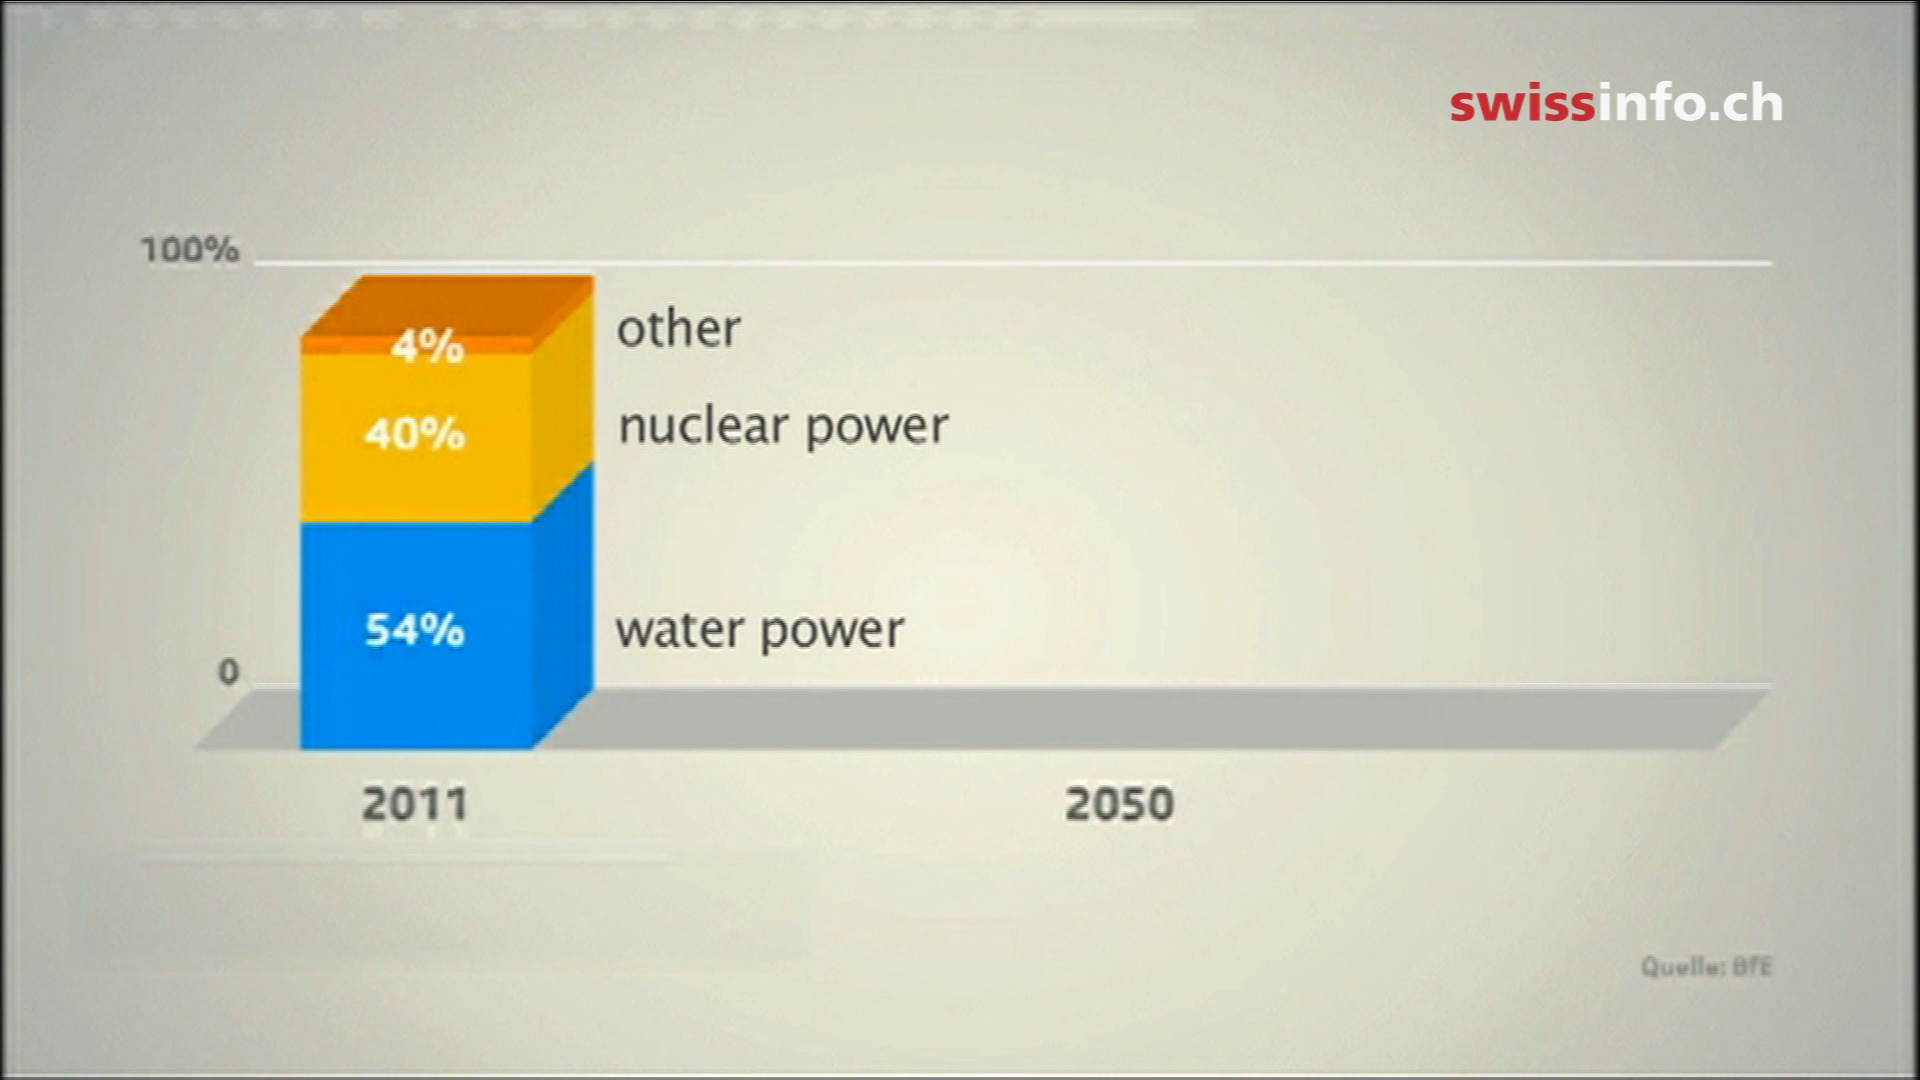 swissinfo.ch
100%
4%
other
40%
nuclear power
54%
water power
0
2011
2050
Quelle: BfE